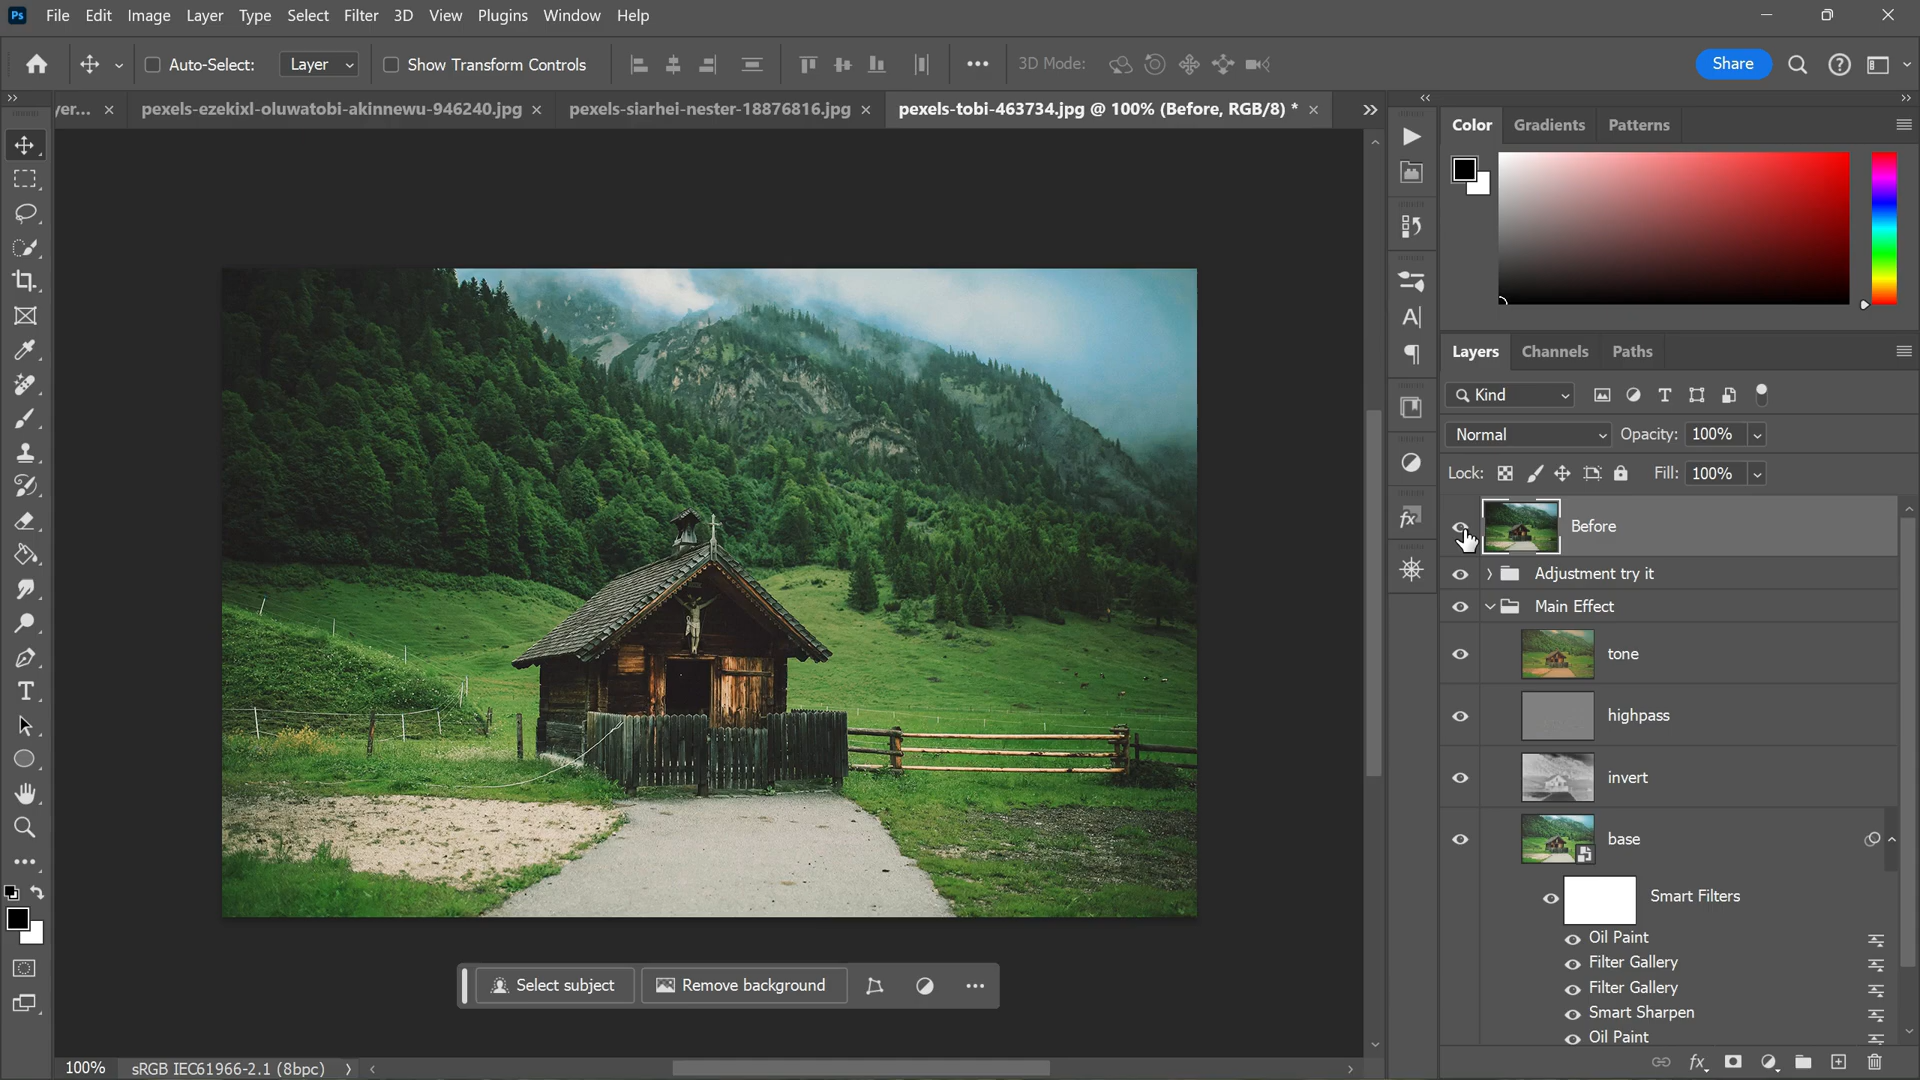 Ps File Edit Image Layer Type Select Filter 3D View Plugins Window Help
Auto-Select: Layer Show Transform Controls 3D Mode: Share
yer... pexels-ezekixl-oluwatobi-akinnewu-946240.jpg pexels-siarhei-nester-18876816.jpg pexels-tobi-463734.jpg @ 100% (Before, RGB/8) *
Color Gradients Patterns
Layers Channels Paths
Kind
Normal Opacity: 100%
Lock: Fill: 100%
Before
Adjustment try it
Main Effect
tone
highpass
invert
base
Smart Filters
Oil Paint
Filter Gallery
Filter Gallery
Smart Sharpen
Oil Paint
Select subject Remove background
100% sRGB IEC61966-2.1 (8bpc)